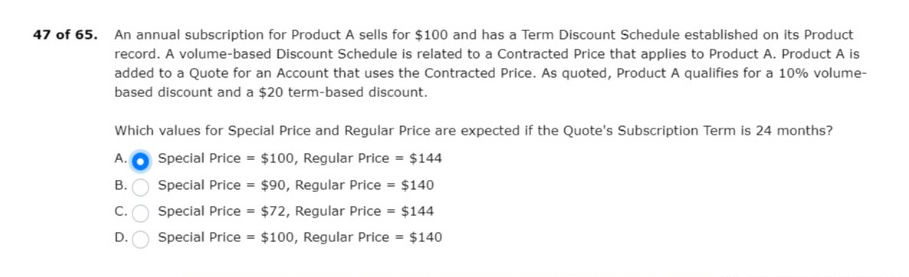 47 of 65. An annual subscription for Product A sells for $100 and has a Term Discount Schedule established on its Product
record. A volume-based Discount Schedule is related to a Contracted Price that applies to Product A. Product A is
added to a Quote for an Account that uses the Contracted Price. As quoted, Product A qualifies for a 10% volume-
based discount and a $20 term-based discount.
Which values for Special Price and Regular Price are expected if the Quote's Subscription Term is 24 months?
A. Special Price = $100, Regular Price = $144
B. Special Price = $90, Regular Price = $140
C. Special Price = $72, Regular Price = $144
D. Special Price = $100, Regular Price = $140